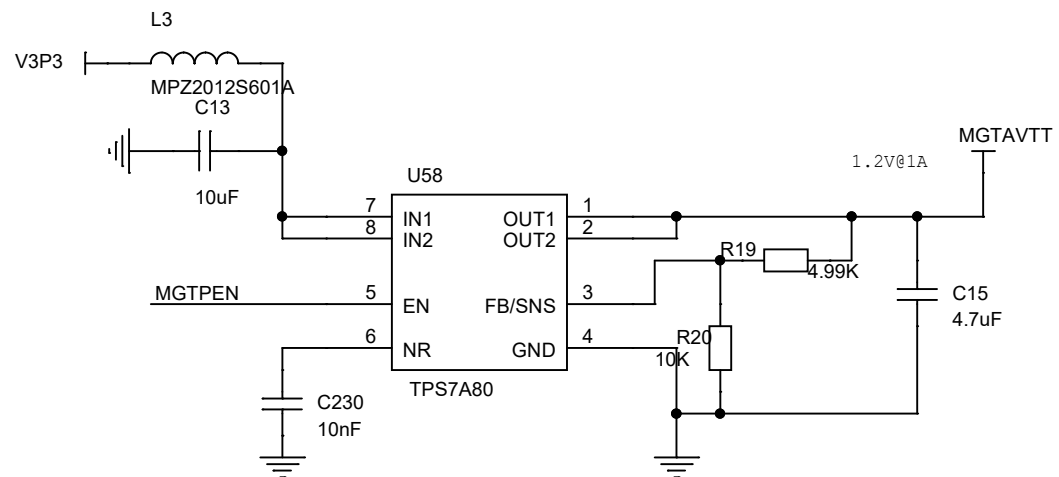 L3
V3P3
MPZ2012S601A
C13
10uF
MGTAVTT
1.2V@1A
U58
7 IN1 OUT1 1
8 IN2 OUT2 2
R19
4.99K
MGTPEN 5 EN FB/SNS 3
C15
4.7uF
6 NR GND 4
R20
10K
TPS7A80
C230
10nF